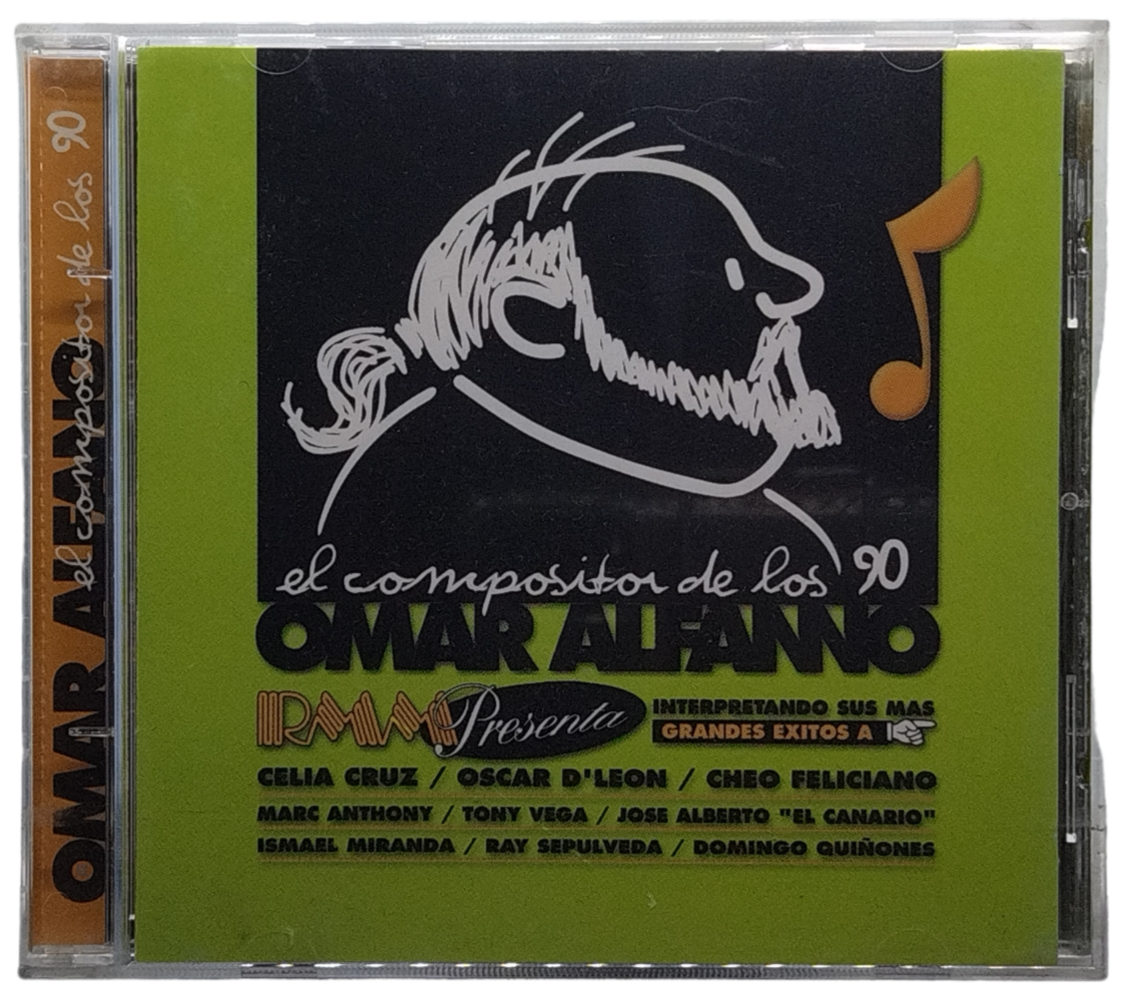 el compositor de los 90
OMAR ALFANNO
el compositor de los 90
OMAR ALFANNO
RMM Presenta
INTERPRETANDO SUS MAS
GRANDES EXITOS A
CELIA CRUZ / OSCAR D'LEON / CHEO FELICIANO
MARC ANTHONY / TONY VEGA / JOSE ALBERTO "EL CANARIO"
ISMAEL MIRANDA / RAY SEPULVEDA / DOMINGO QUIÑONES